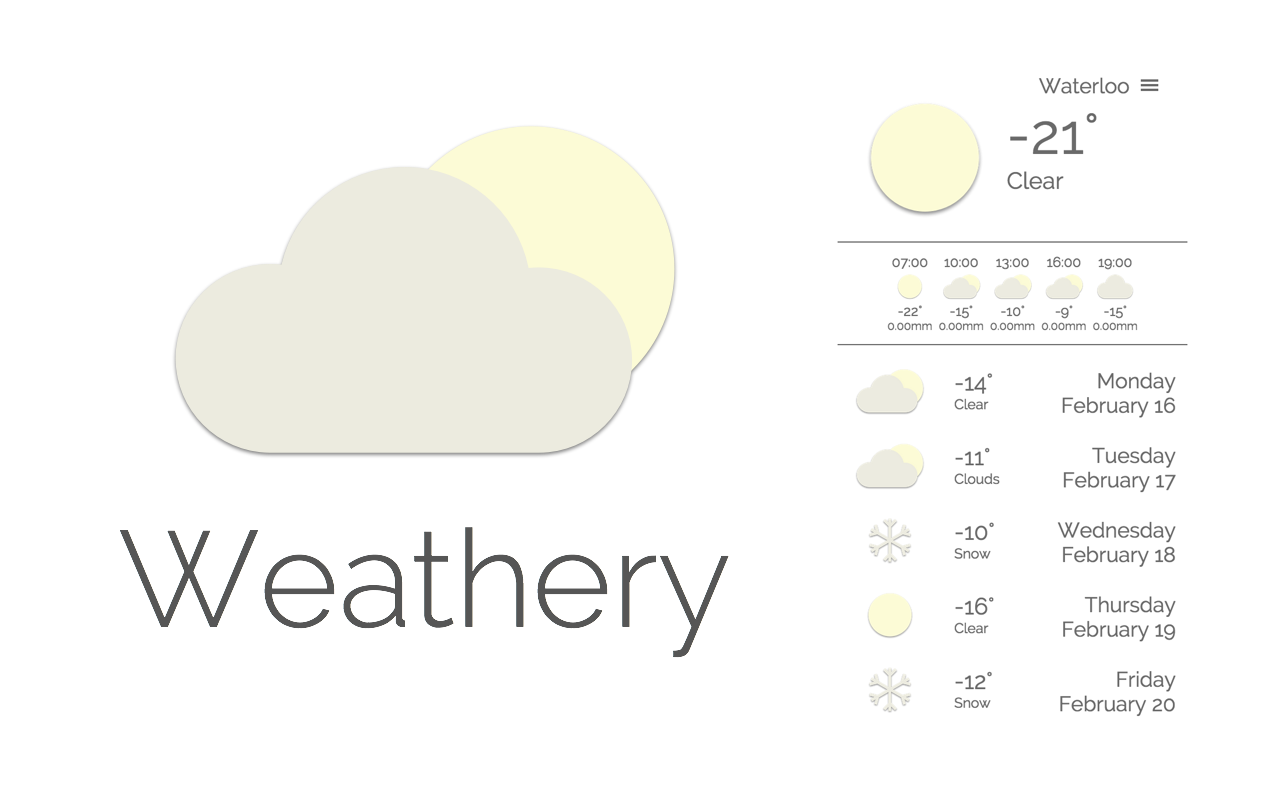 Weathery
Waterloo
-21°
Clear
07:00 10:00 13:00 16:00 19:00
-22° -15° -10° -9° -15°
0.00mm 0.00mm 0.00mm 0.00mm 0.00mm
-14° Monday
Clear February 16
-11° Tuesday
Clouds February 17
-10° Wednesday
Snow February 18
-16° Thursday
Clear February 19
-12° Friday
Snow February 20